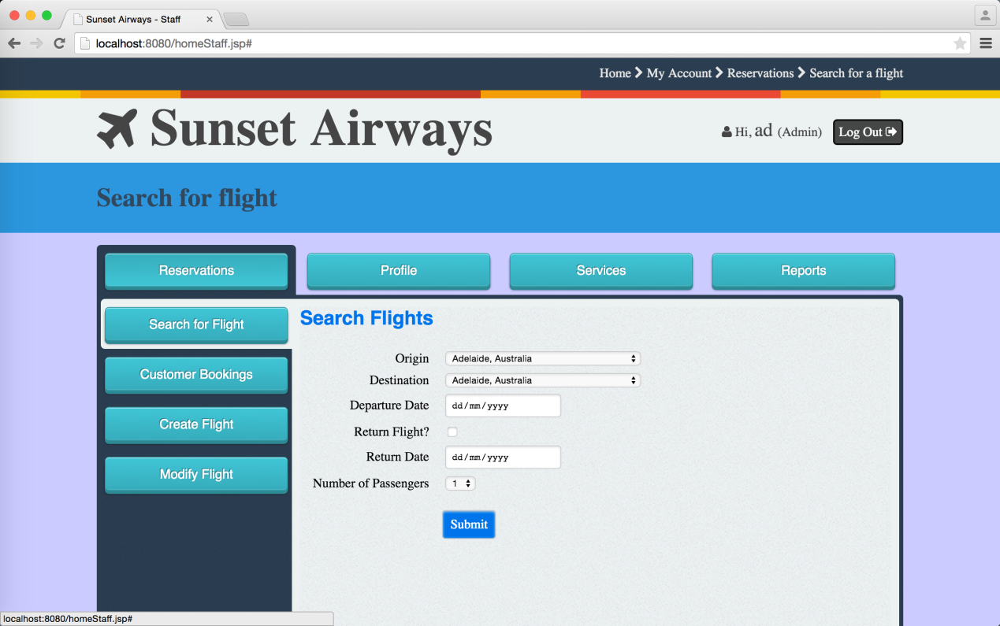 Sunset Airways - Staff
localhost:8080/homeStaff.jsp#
Home My Account Reservations Search for a flight
Sunset Airways
Hi, ad (Admin) Log Out
Search for flight
Reservations Profile Services Reports
Search for Flight
Customer Bookings
Create Flight
Modify Flight
Search Flights
Origin Adelaide, Australia
Destination Adelaide, Australia
Departure Date dd/mm/yyyy
Return Flight?
Return Date dd/mm/yyyy
Number of Passengers 1
Submit
localhost:8080/homeStaff.jsp#